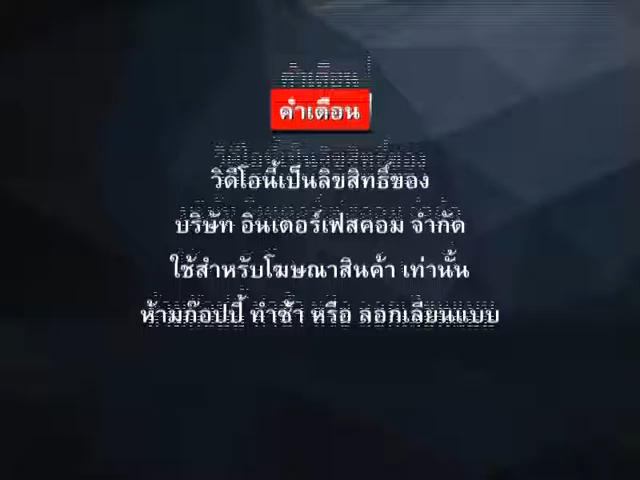 คำเตือน
วิดีโอนี้เป็นลิขสิทธิ์ของ
บริษัท อินเตอร์เฟสคอม จำกัด
ใช้สำหรับโฆษณาสินค้า เท่านั้น
ห้ามก๊อปปี้ ทำซ้ำ หรือ ลอกเลียนแบบ